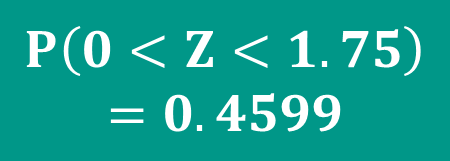 P(0 < Z < 1.75)
= 0.4599